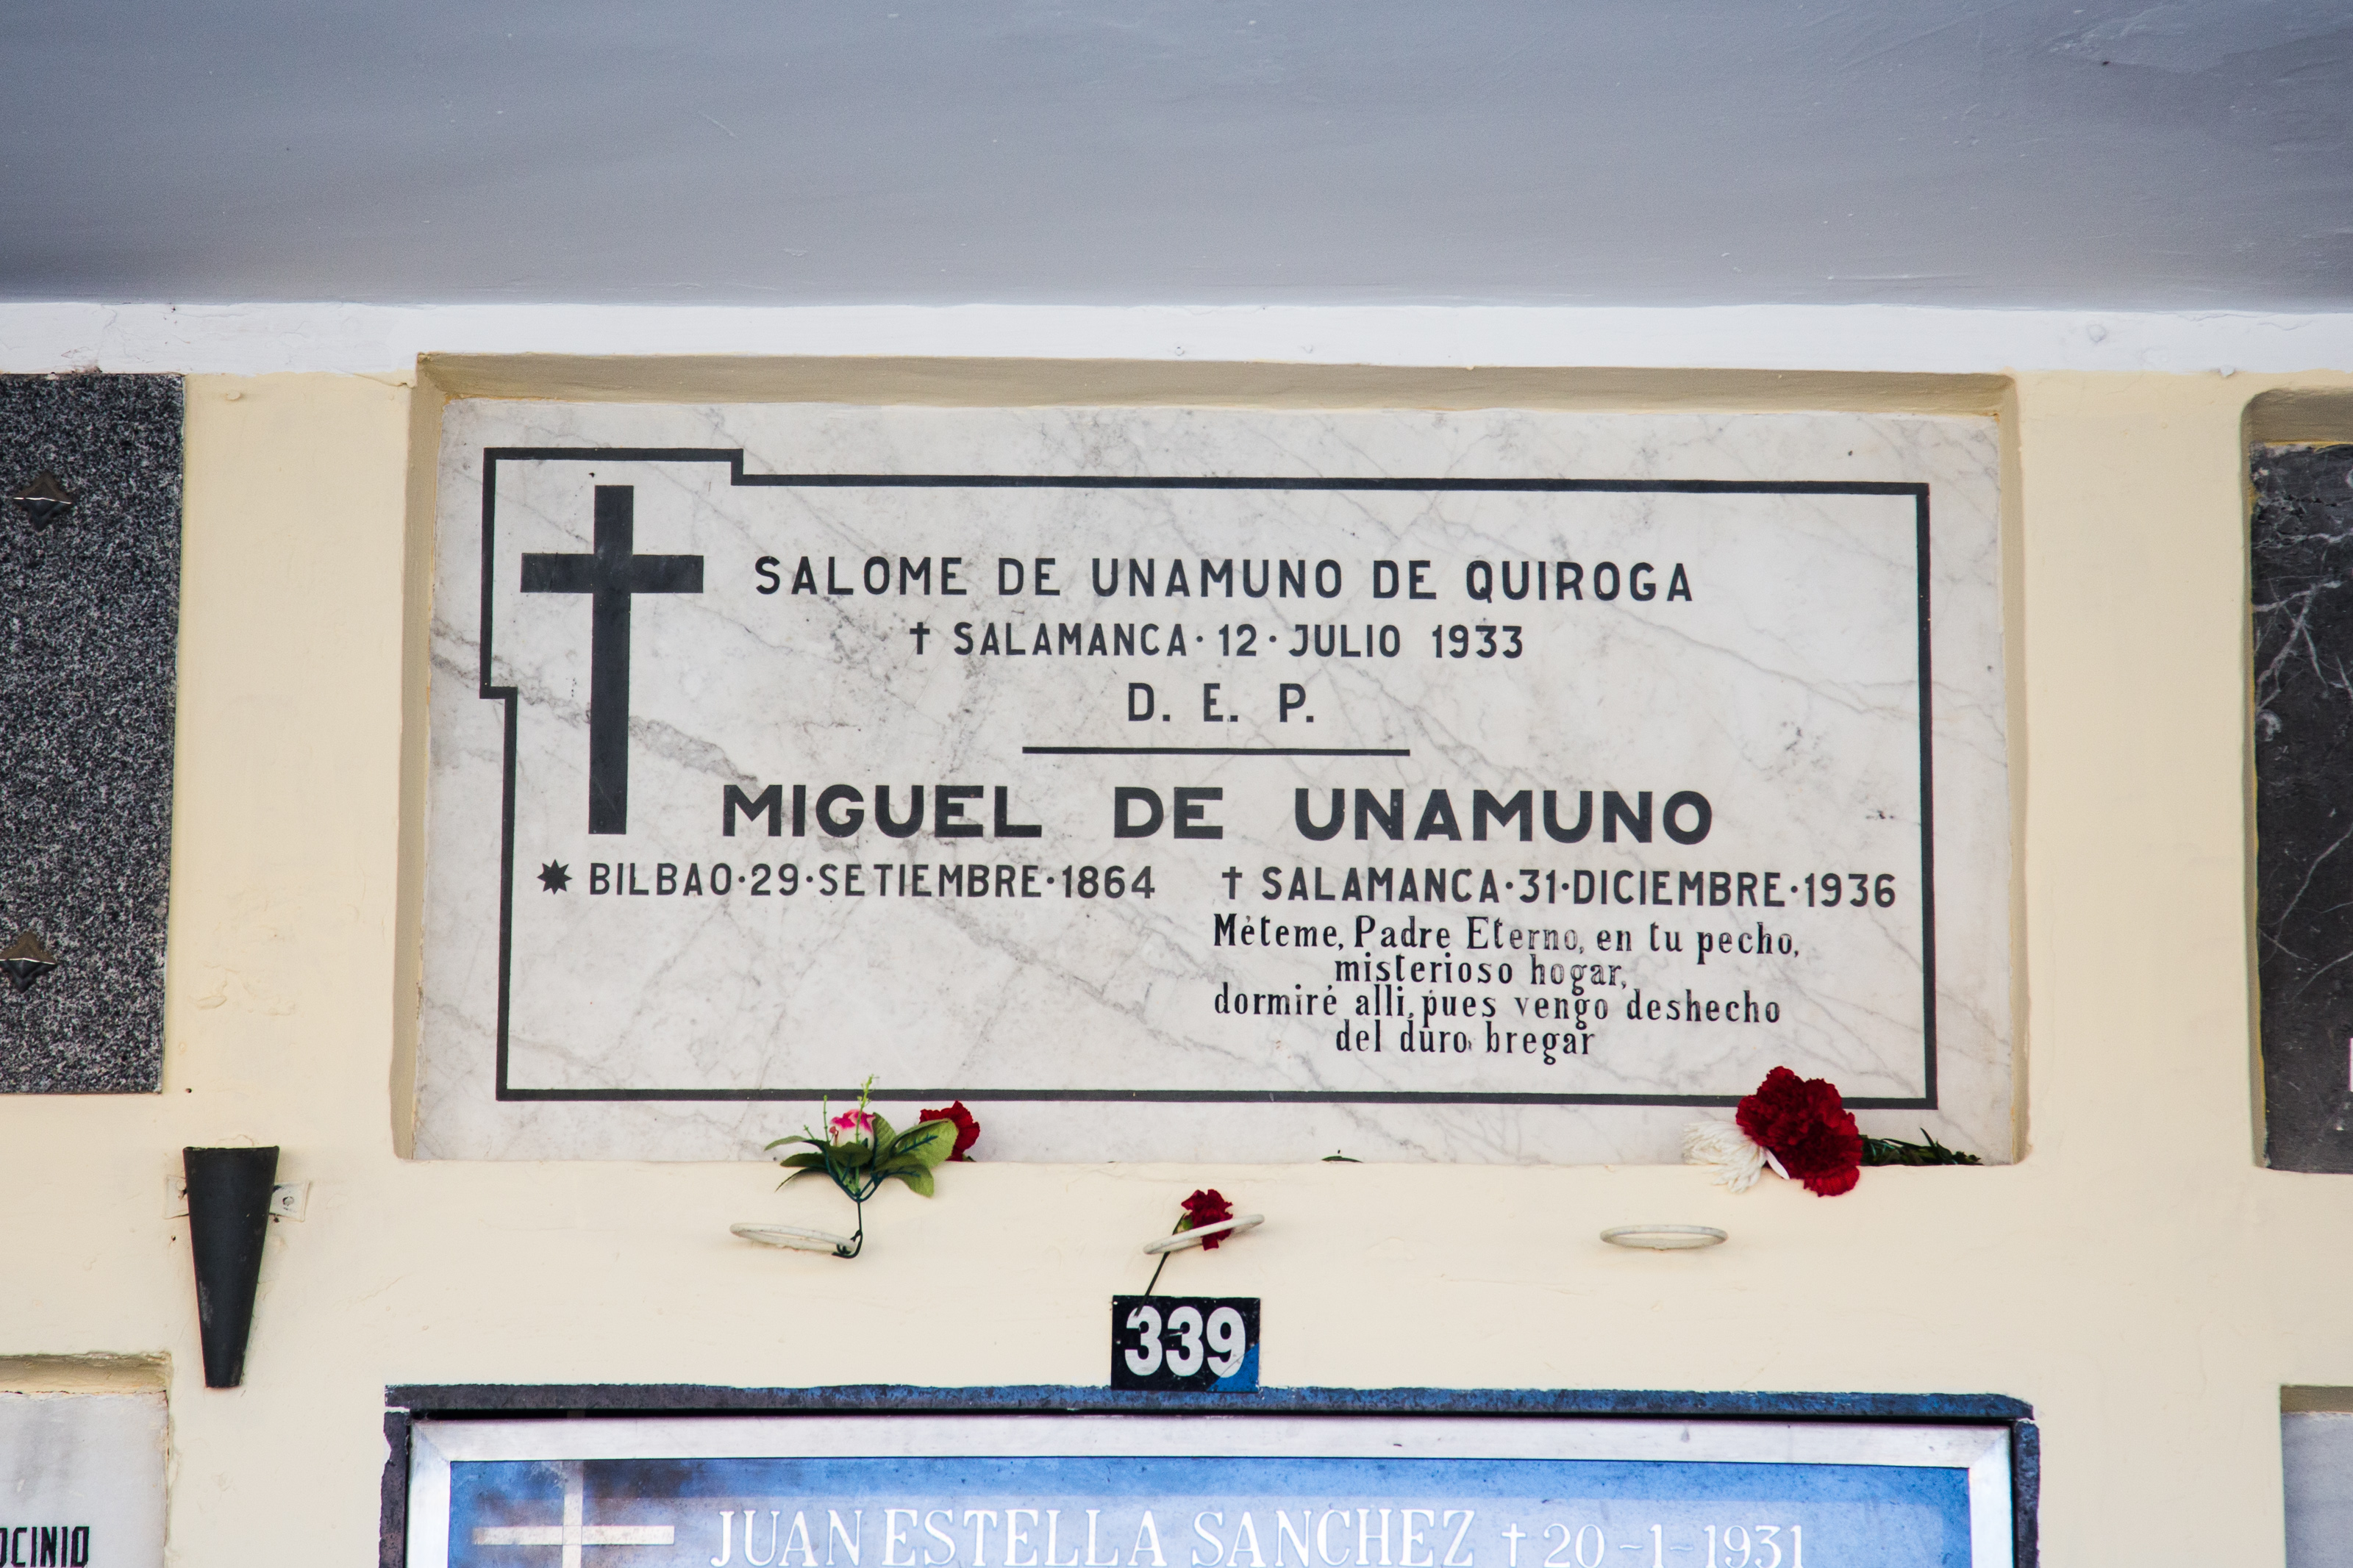 SALOME DE UNAMUNO DE QUIROGA
† SALAMANCA·12·JULIO 1933
D. E. P.
MIGUEL DE UNAMUNO
BILBAO·29·SETIEMBRE·1864 † SALAMANCA·31·DICIEMBRE·1936
Méteme, Padre Eterno, en tu pecho,
misterioso hogar,
dormiré alli, pues vengo deshecho
del duro bregar
339
JUAN ESTELLA SANCHEZ † 20-1-1931